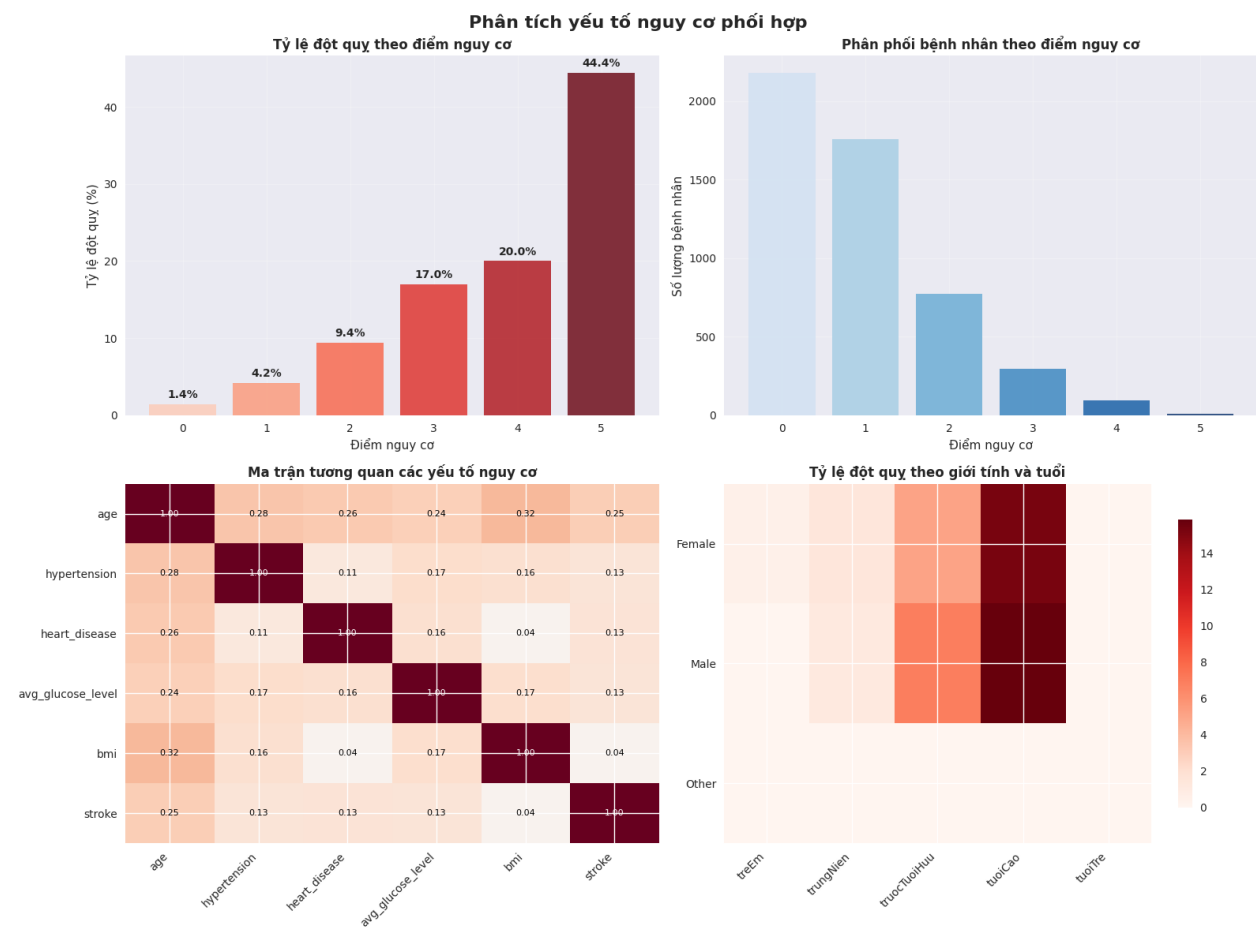 Phân tích yếu tố nguy cơ phối hợp
Tỷ lệ đột quỵ theo điểm nguy cơ
Tỷ lệ đột quỵ (%)
40
30
20
10
0
1.4%
4.2%
9.4%
17.0%
20.0%
44.4%
0 1 2 3 4 5
Điểm nguy cơ
Phân phối bệnh nhân theo điểm nguy cơ
Số lượng bệnh nhân
2000
1500
1000
500
0
0 1 2 3 4 5
Điểm nguy cơ
Ma trận tương quan các yếu tố nguy cơ
age 1.00 0.28 0.26 0.24 0.32 0.25
hypertension 0.28 1.00 0.11 0.17 0.16 0.13
heart_disease 0.26 0.11 1.00 0.16 0.04 0.13
avg_glucose_level 0.24 0.17 0.16 1.00 0.17 0.13
bmi 0.32 0.16 0.04 0.17 1.00 0.04
stroke 0.25 0.13 0.13 0.13 0.04 1.00
age hypertension heart_disease avg_glucose_level bmi stroke
Tỷ lệ đột quỵ theo giới tính và tuổi
Female
Male
Other
treEm trungNien truocTuoiHuu tuoiCao tuoiTre
14
12
10
8
6
4
2
0